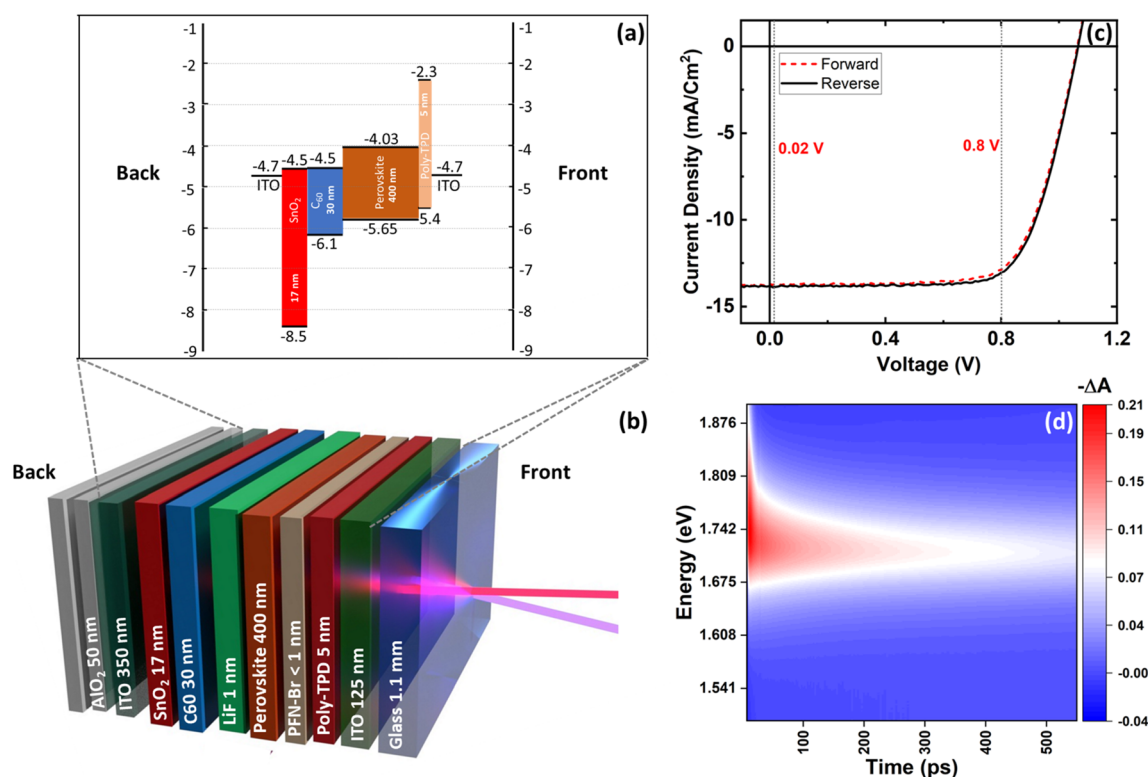 (a)
-1
-2
-3
-4
-5
-6
-7
-8
-9
Back
-4.7
ITO
-4.5
SnO₂
17 nm
-8.5
-4.5
C₆₀
30 nm
-6.1
-4.03
Perovskite
400 nm
-5.65
-2.3
Poly-TPD 5 nm
5.4
-4.7
ITO
-1
-2
-3
-4
-5
-6
-7
-8
-9
Front
(c)
Current Density (mA/Cm²)
0
-5
-10
-15
Forward
Reverse
0.02 V
0.8 V
0.0
0.4
0.8
1.2
Voltage (V)
(b)
Back
Front
AlO₂ 50 nm
ITO 350 nm
SnO₂ 17 nm
C60 30 nm
LiF 1 nm
Perovskite 400 nm
PFN-Br < 1 nm
Poly-TPD 5 nm
ITO 125 nm
Glass 1.1 mm
(d)
Energy (eV)
1.876
1.809
1.742
1.675
1.608
1.541
100
200
300
400
500
Time (ps)
-ΔA
0.21
0.19
0.15
0.11
0.07
0.04
-0.00
-0.04